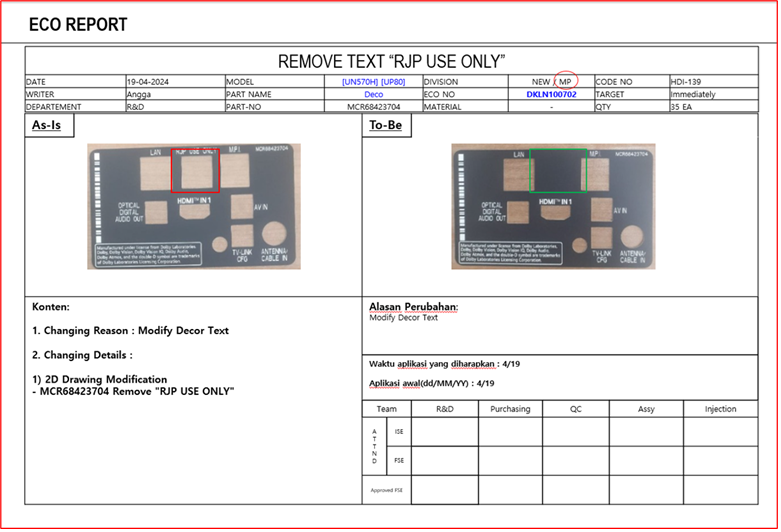 ECO REPORT
REMOVE TEXT “RJP USE ONLY”
DATE 19-04-2024 MODEL [UN570H] [UP80] DIVISION NEW / MP CODE NO HDI-139
WRITER Angga PART NAME Deco ECO NO DKLN100702 TARGET Immediately
DEPARTEMENT R&D PART-NO MCR68423704 MATERIAL - QTY 35 EA
As-Is
LAN RJP USE ONLY MPI MCR68423704
OPTICAL
DIGITAL
AUDIO OUT
HDMI™ IN 1
AV IN
TV-LINK
CFG
ANTENNA-
CABLE IN
Manufactured under license from Dolby Laboratories.
Dolby, Dolby Vision, Dolby Vision IQ, Dolby Audio,
Dolby Atmos, and the double-D symbol are trademarks
of Dolby Laboratories Licensing Corporation.
To-Be
LAN MPI MCR68423704
OPTICAL
DIGITAL
AUDIO OUT
HDMI™ IN 1
AV IN
TV-LINK
CFG
ANTENNA-
CABLE IN
Manufactured under license from Dolby Laboratories.
Dolby, Dolby Vision, Dolby Vision IQ, Dolby Audio,
Dolby Atmos, and the double-D symbol are trademarks
of Dolby Laboratories Licensing Corporation.
Konten:
1. Changing Reason : Modify Decor Text
2. Changing Details :
1) 2D Drawing Modification
- MCR68423704 Remove "RJP USE ONLY"
Alasan Perubahan:
Modify Decor Text
Waktu aplikasi yang diharapkan : 4/19
Aplikasi awal(dd/MM/YY) : 4/19
Team R&D Purchasing QC Assy Injection
ATTND
ISE
FSE
Approved FSE